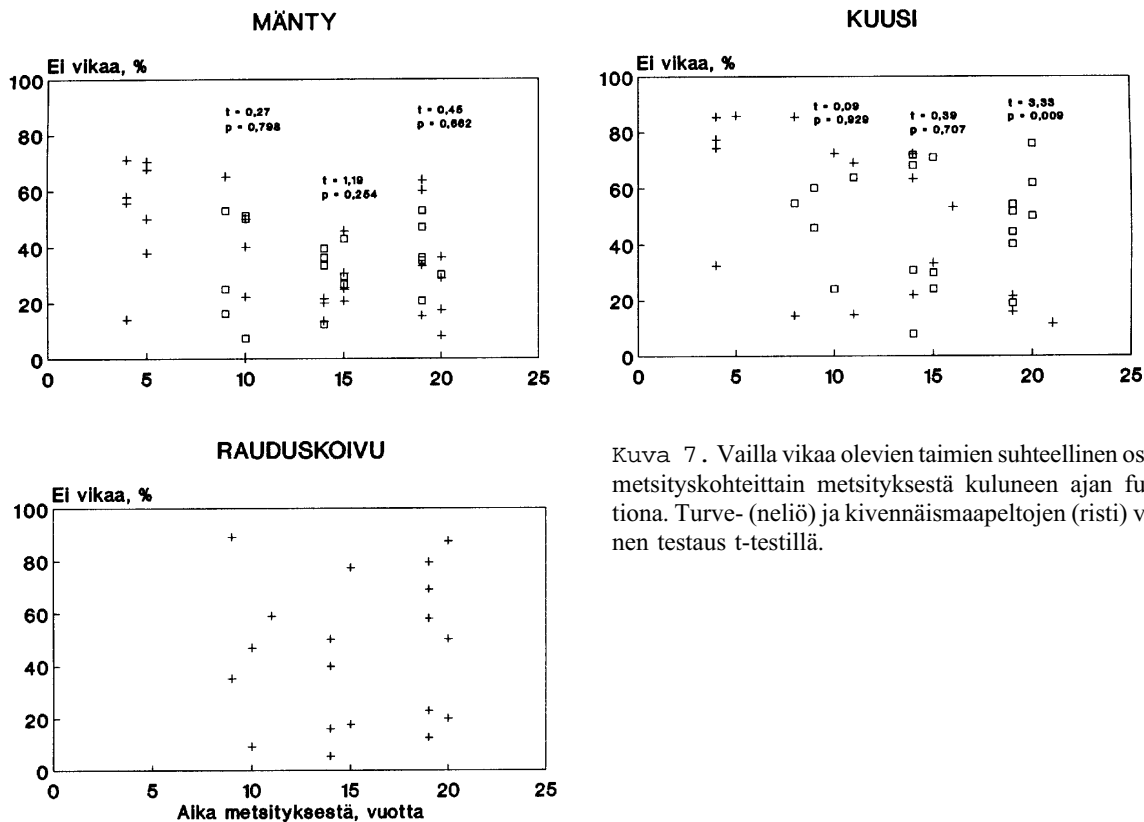 MÄNTY
Ei vikaa, %
100
80
60
40
20
0
t = 0,27
p = 0,798
t = 1,19
p = 0,254
t = 0,45
p = 0,662
0 5 10 15 20 25
KUUSI
Ei vikaa, %
100
80
60
40
20
0
t = 0,09
p = 0,929
t = 0,39
p = 0,707
t = 3,33
p = 0,009
0 5 10 15 20 25
RAUDUSKOIVU
Ei vikaa, %
100
80
60
40
20
0
0 5 10 15 20 25
Aika metsityksestä, vuotta
Kuva 7. Vailla vikaa olevien taimien suhteellinen os
metsityskohteittain metsityksestä kuluneen ajan fu
tiona. Turve- (neliö) ja kivennäismaapeltojen (risti) v
nen testaus t-testillä.